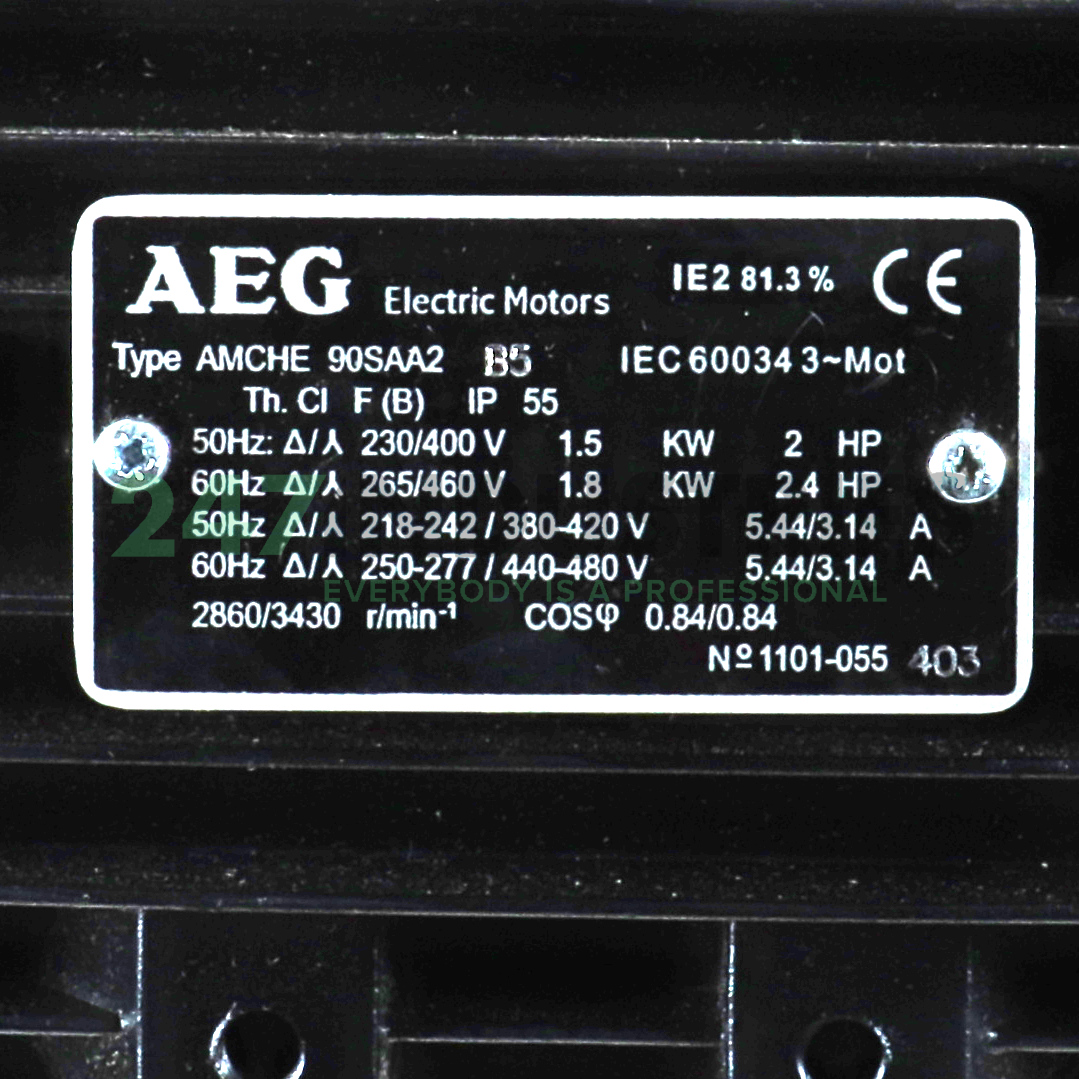 AEG Electric Motors IE2 81.3 % CE
Type AMCHE 90SAA2 B5 IEC 60034 3~Mot
Th. Cl F (B) IP 55
50Hz: Δ/⅄ 230/400 V 1.5 KW 2 HP
60Hz Δ/⅄ 265/460 V 1.8 KW 2.4 HP
50Hz Δ/⅄ 218-242 / 380-420 V 5.44/3.14 A
60Hz Δ/⅄ 250-277 / 440-480 V 5.44/3.14 A
2860/3430 r/min-¹ COSφ 0.84/0.84
Nº 1101-055 403
247
EVERYBODY IS A PROFESSIONAL